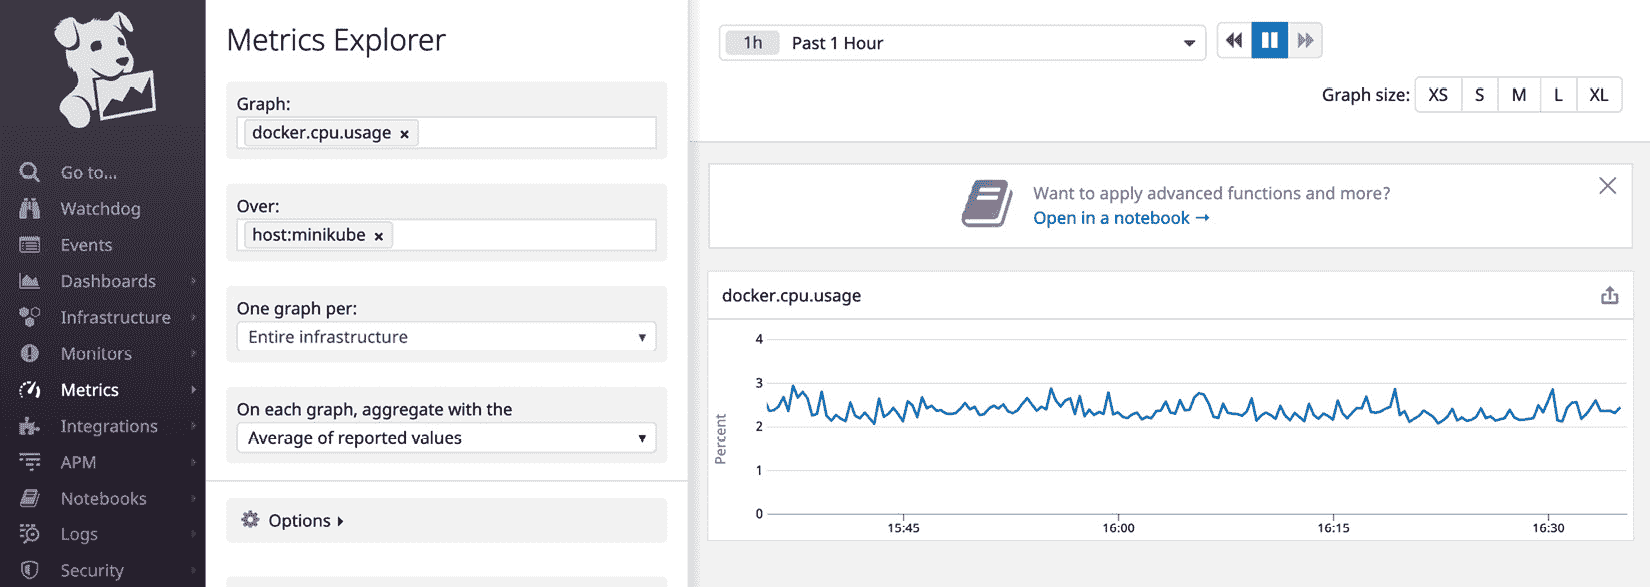 Go to...
Watchdog
Events
Dashboards
Infrastructure
Monitors
Metrics
Integrations
APM
Notebooks
Logs
Security
Metrics Explorer
Graph:
docker.cpu.usage ×
Over:
host:minikube ×
One graph per:
Entire infrastructure
On each graph, aggregate with the
Average of reported values
Options
1h Past 1 Hour
Graph size: XS S M L XL
Want to apply advanced functions and more?
Open in a notebook →
docker.cpu.usage
Percent
4
3
2
1
0
15:45 16:00 16:15 16:30